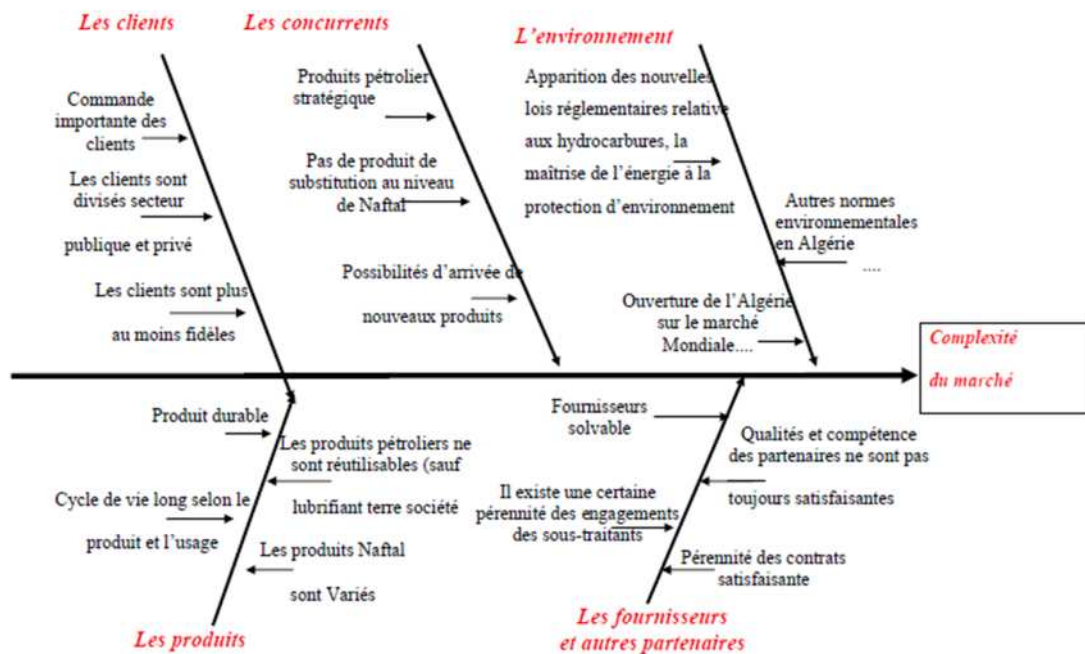 Les clients
Commande
importante des
clients
Les clients sont
divisés secteur
publique et privé
Les clients sont plus
au moins fidèles
Les concurrents
Produits pétrolier
stratégique
Pas de produit de
substitution au niveau
de Naftal
Possibilités d'arrivée de
nouveaux produits
L'environnement
Apparition des nouvelles
lois réglementaires relative
aux hydrocarbures, la
maîtrise de l'énergie à la
protection d'environnement
Autres normes
environnementales
en Algérie
....
Ouverture de l'Algérie
sur le marché
Mondiale....
Complexité
du marché
Produit durable
Les produits pétroliers ne
sont réutilisables (sauf
lubrifiant terre société
Cycle de vie long selon le
produit et l'usage
Les produits Naftal
sont Variés
Les produits
Fournisseurs
solvable
Qualités et compétence
des partenaires ne sont pas
toujours satisfaisantes
Il existe une certaine
pérennité des engagements
des sous-traitants
Pérennité des contrats
satisfaisante
Les fournisseurs
et autres partenaires